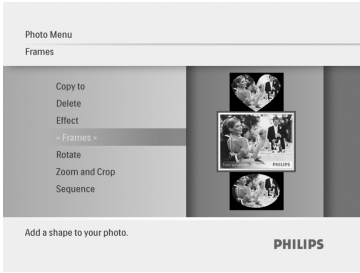 Photo Menu
Frames
Copy to
Delete
Effect
< Frames >
Rotate
Zoom and Crop
Sequence
PHILIPS
Add a shape to your photo.
PHILIPS